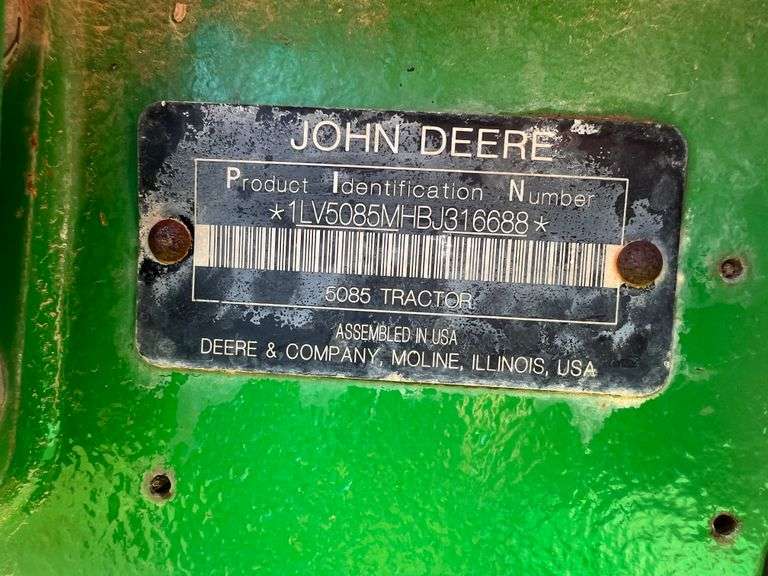 JOHN DEERE
Product Identification Number
*1LV5085MHBJ316688*
5085 TRACTOR
ASSEMBLED IN USA
DEERE & COMPANY, MOLINE, ILLINOIS, USA